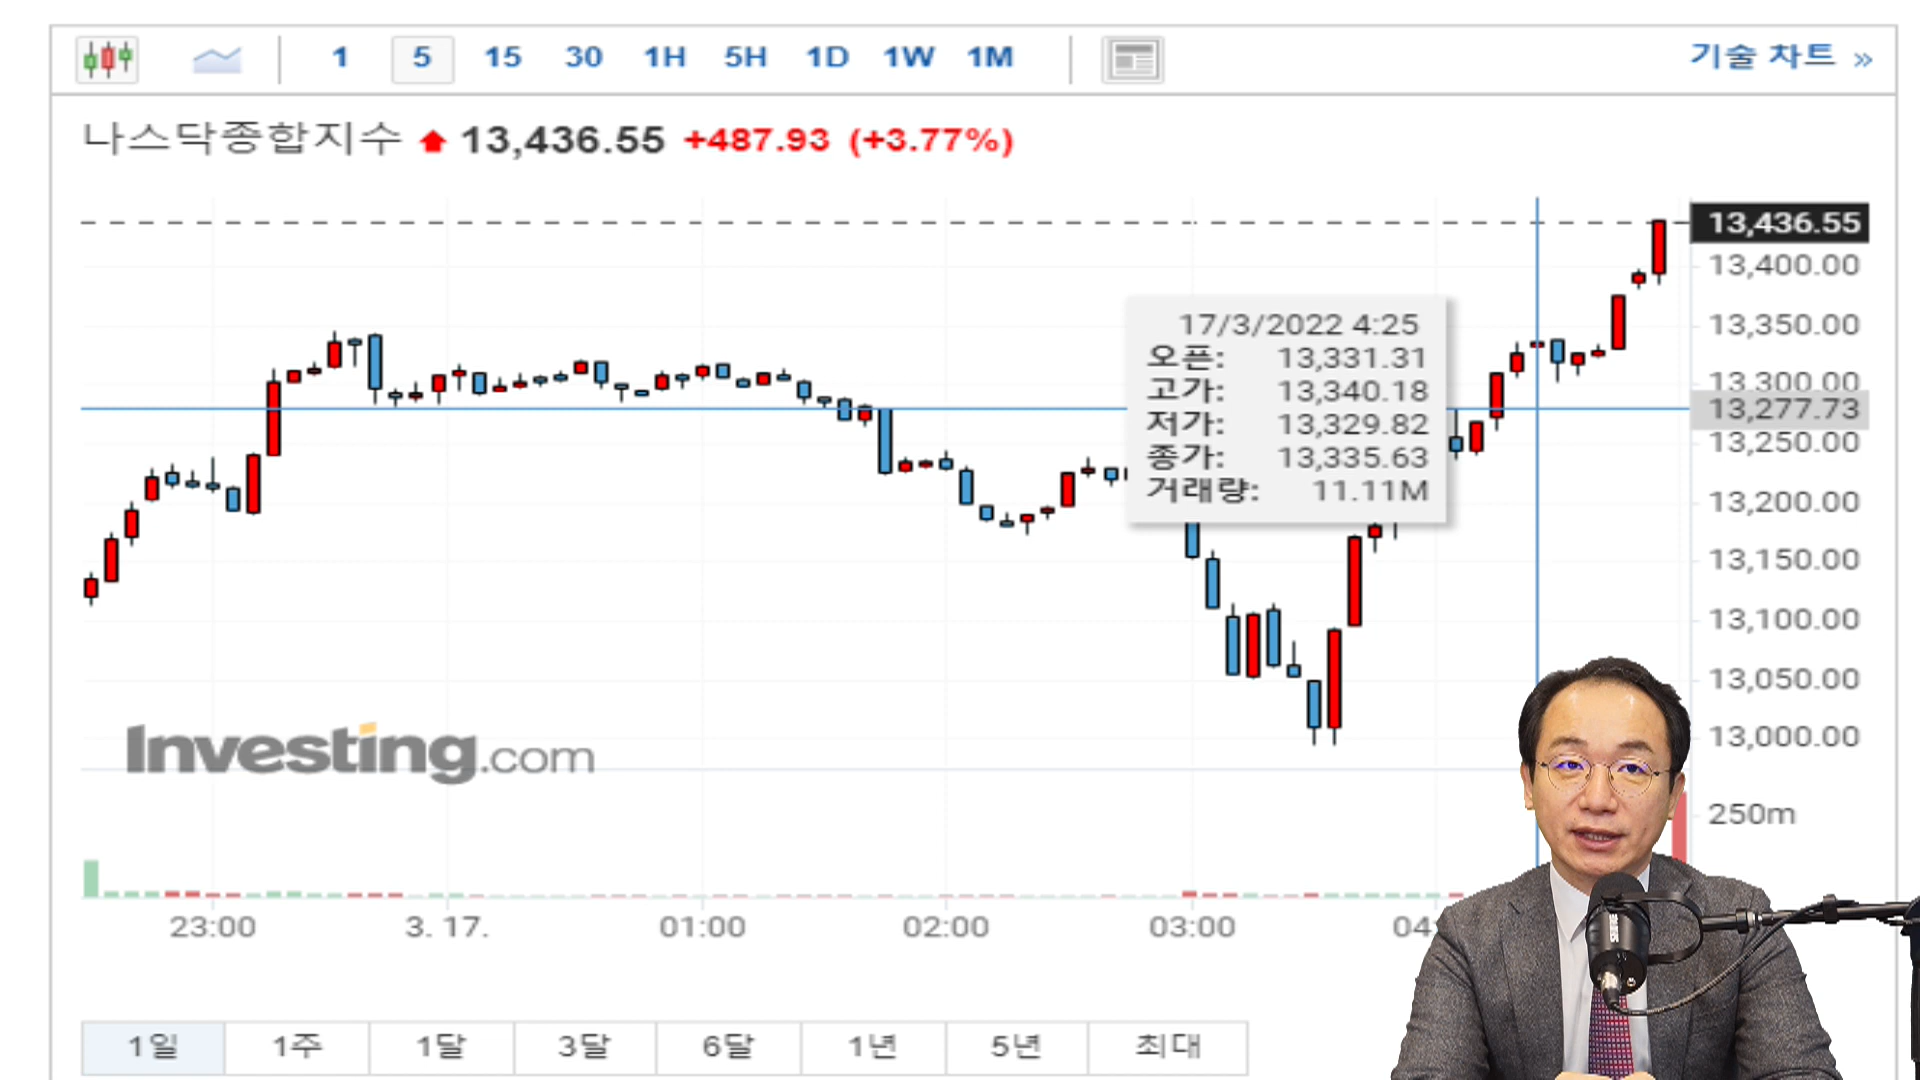 1 5 15 30 1H 5H 1D 1W 1M 기술 차트 »
나스닥종합지수 13,436.55 +487.93 (+3.77%)
13,436.55
13,400.00
17/3/2022 4:25
13,350.00
오픈: 13,331.31
고가: 13,340.18
13,300.00
13,277.73
저가: 13,329.82
13,250.00
종가: 13,335.63
거래량: 11.11M
13,200.00
13,150.00
13,100.00
13,050.00
13,000.00
Investing.com
250m
23:00 3. 17. 01:00 02:00 03:00
1일 1주 1달 3달 6달 1년 5년 최대